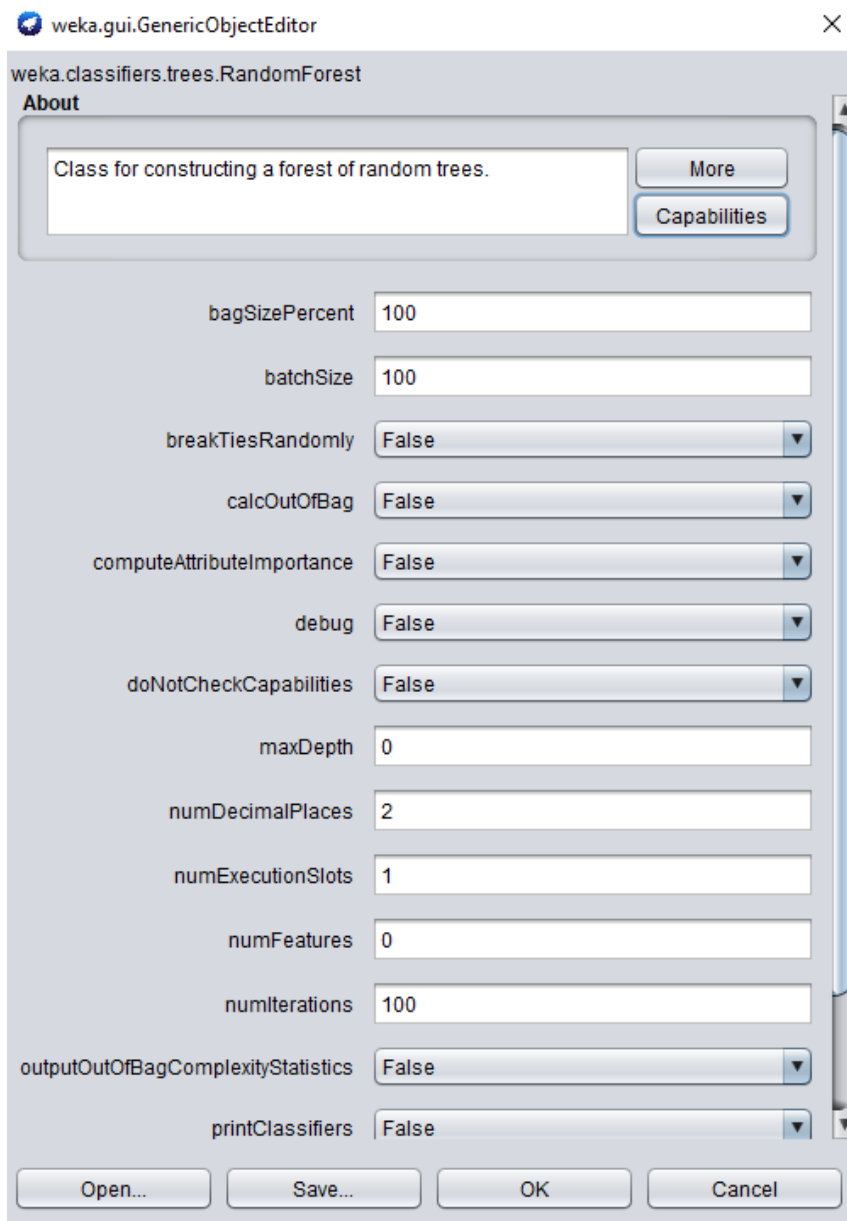 weka.gui.GenericObjectEditor
weka.classifiers.trees.RandomForest
About
Class for constructing a forest of random trees.
More
Capabilities
bagSizePercent 100
batchSize 100
breakTiesRandomly False
calcOutOfBag False
computeAttributeImportance False
debug False
doNotCheckCapabilities False
maxDepth 0
numDecimalPlaces 2
numExecutionSlots 1
numFeatures 0
numIterations 100
outputOutOfBagComplexityStatistics False
printClassifiers False
Open... Save... OK Cancel